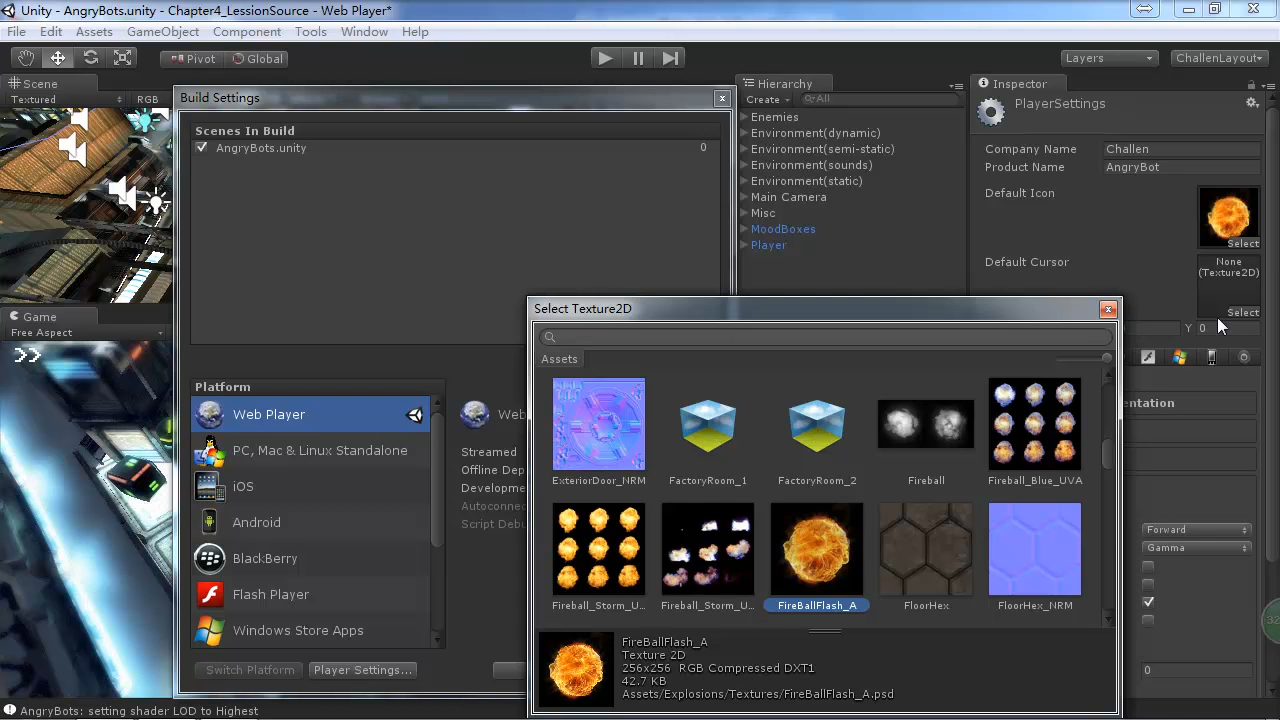 Unity - AngryBots.unity - Chapter4_LessionSource - Web Player*
File Edit Assets GameObject Component Tools Window Help
Pivot Global Layers ChallenLayout
Scene
Textured RGB
Build Settings
Scenes In Build
AngryBots.unity 0
Hierarchy
Create All
Enemies
Environment(dynamic)
Environment(semi-static)
Environment(sounds)
Environment(static)
Main Camera
Misc
MoodBoxes
Player
Inspector
PlayerSettings
Company Name Challen
Product Name AngryBot
Default Icon
Select
Default Cursor
None
(Texture2D)
Select
Y 0
Game
Free Aspect
Platform
Web Player
PC, Mac & Linux Standalone
iOS
Android
BlackBerry
Flash Player
Windows Store Apps
Switch Platform Player Settings...
Web
Streamed
Offline Dep
Developme
Autoconnec
Script Debu
Select Texture2D
Assets
ExteriorDoor_NRM FactoryRoom_1 FactoryRoom_2 Fireball Fireball_Blue_UVA
Fireball_Storm_U... Fireball_Storm_U... FireBallFlash_A FloorHex FloorHex_NRM
FireBallFlash_A
Texture 2D
256x256 RGB Compressed DXT1
42.7 KB
Assets/Explosions/Textures/FireBallFlash_A.psd
entation
Forward
Gamma
0
AngryBots: setting shader LOD to Highest